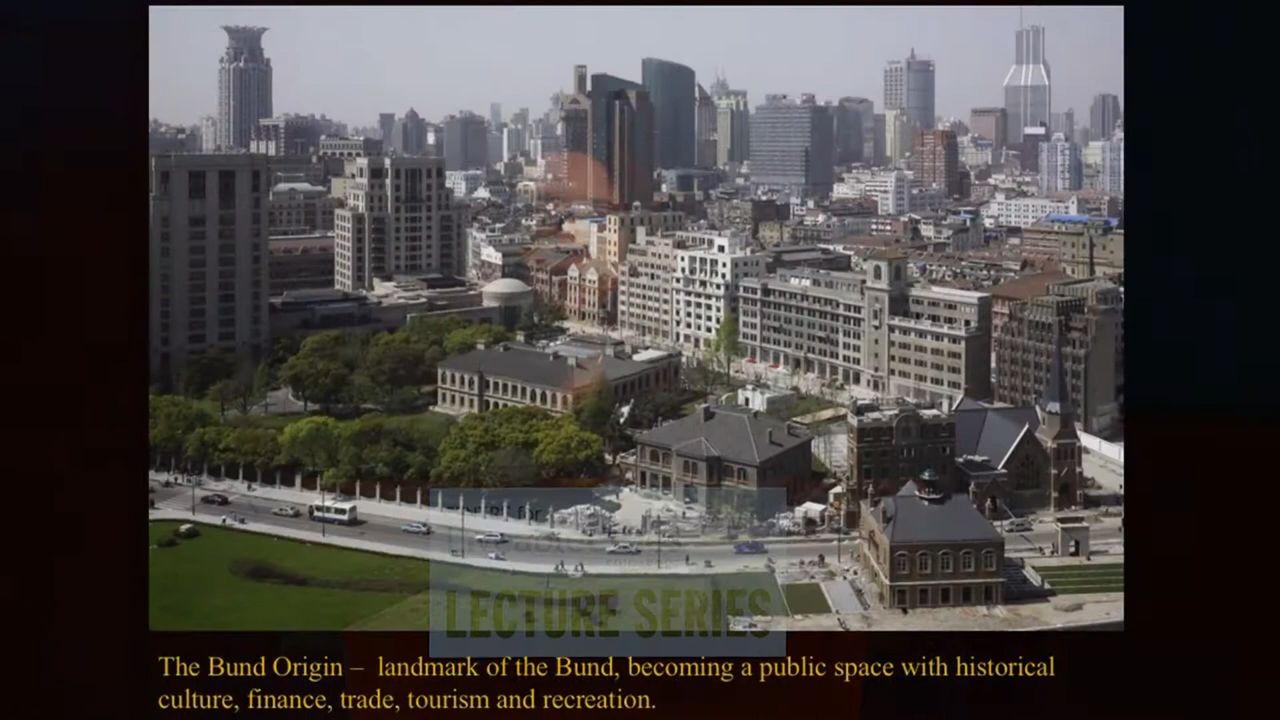 LECTURE SERIES
The Bund Origin – landmark of the Bund, becoming a public space with historical
culture, finance, trade, tourism and recreation.